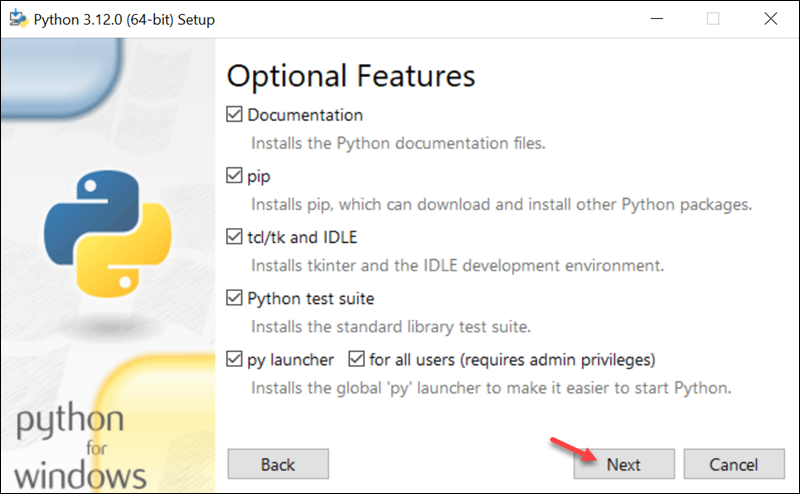 Python 3.12.0 (64-bit) Setup
Optional Features
Documentation
Installs the Python documentation files.
pip
Installs pip, which can download and install other Python packages.
tcl/tk and IDLE
Installs tkinter and the IDLE development environment.
Python test suite
Installs the standard library test suite.
py launcher for all users (requires admin privileges)
Installs the global 'py' launcher to make it easier to start Python.
python
for
windows
Back Next Cancel